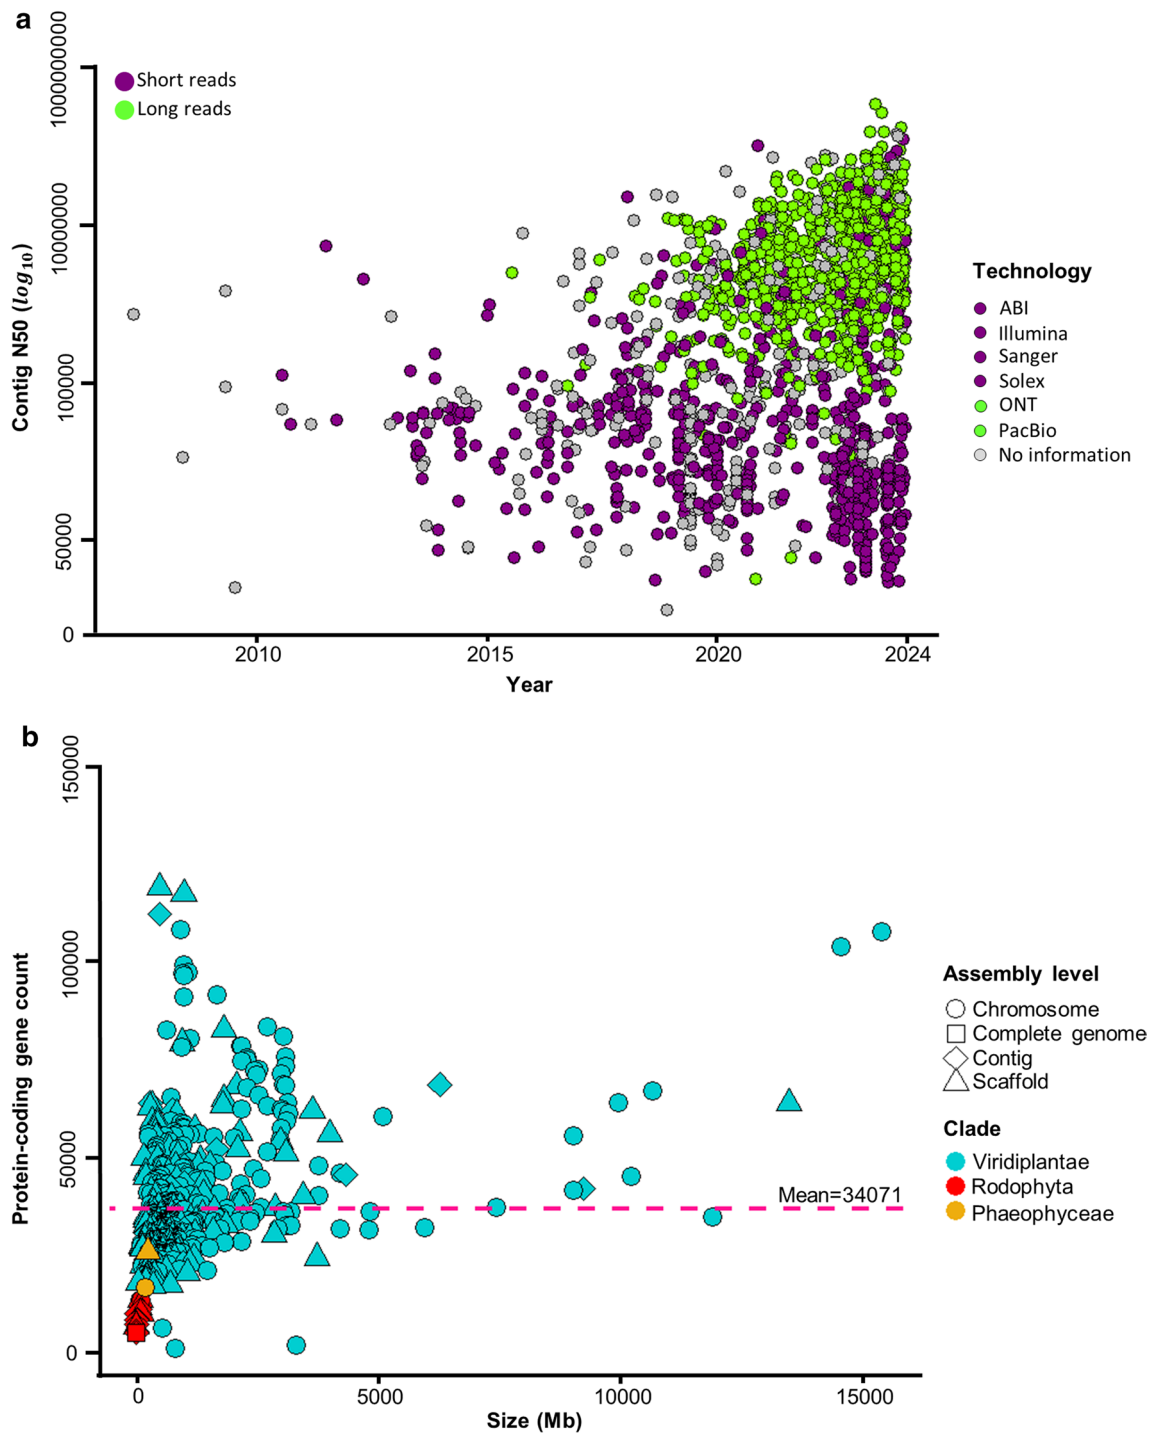 a
Short reads
Long reads
Contig N50 (log10)
1000000000
10000000
100000
50000
0
2010
2015
2020
2024
Year
Technology
ABI
Illumina
Sanger
Solex
ONT
PacBio
No information
b
Protein-coding gene count
150000
100000
50000
0
Mean=34071
0
5000
10000
15000
Size (Mb)
Assembly level
Chromosome
Complete genome
Contig
Scaffold
Clade
Viridiplantae
Rodophyta
Phaeophyceae